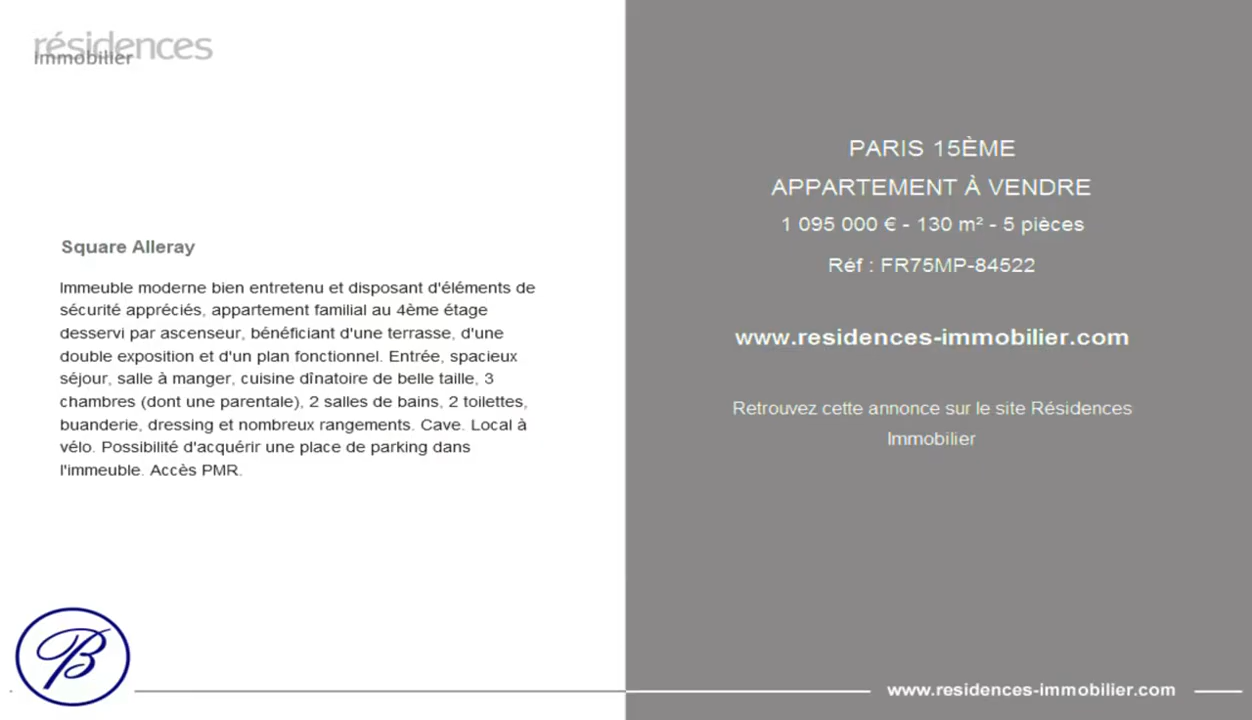 résidences
Immobilier
Square Alleray
Immeuble moderne bien entretenu et disposant d'éléments de
sécurité appréciés, appartement familial au 4ème étage
desservi par ascenseur, bénéficiant d'une terrasse, d'une
double exposition et d'un plan fonctionnel. Entrée, spacieux
séjour, salle à manger, cuisine dînatoire de belle taille, 3
chambres (dont une parentale), 2 salles de bains, 2 toilettes,
buanderie, dressing et nombreux rangements. Cave. Local à
vélo. Possibilité d'acquérir une place de parking dans
l'immeuble. Accès PMR.
B
PARIS 15ÈME
APPARTEMENT À VENDRE
1 095 000 € - 130 m² - 5 pièces
Réf : FR75MP-84522
www.residences-immobilier.com
Retrouvez cette annonce sur le site Résidences
Immobilier
www.residences-immobilier.com